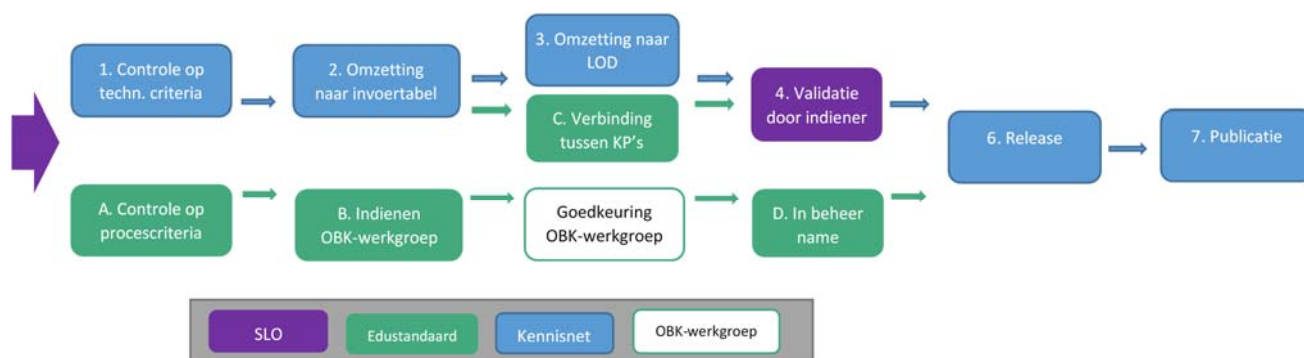 1. Controle op
techn. criteria
2. Omzetting
naar invoertabel
3. Omzetting naar
LOD
C. Verbinding
tussen KP's
4. Validatie
door indiener
6. Release
7. Publicatie
A. Controle op
procescriteria
B. Indienen
OBK-werkgroep
Goedkeuring
OBK-werkgroep
D. In beheer
name
SLO
Edustandaard
Kennisnet
OBK-werkgroep